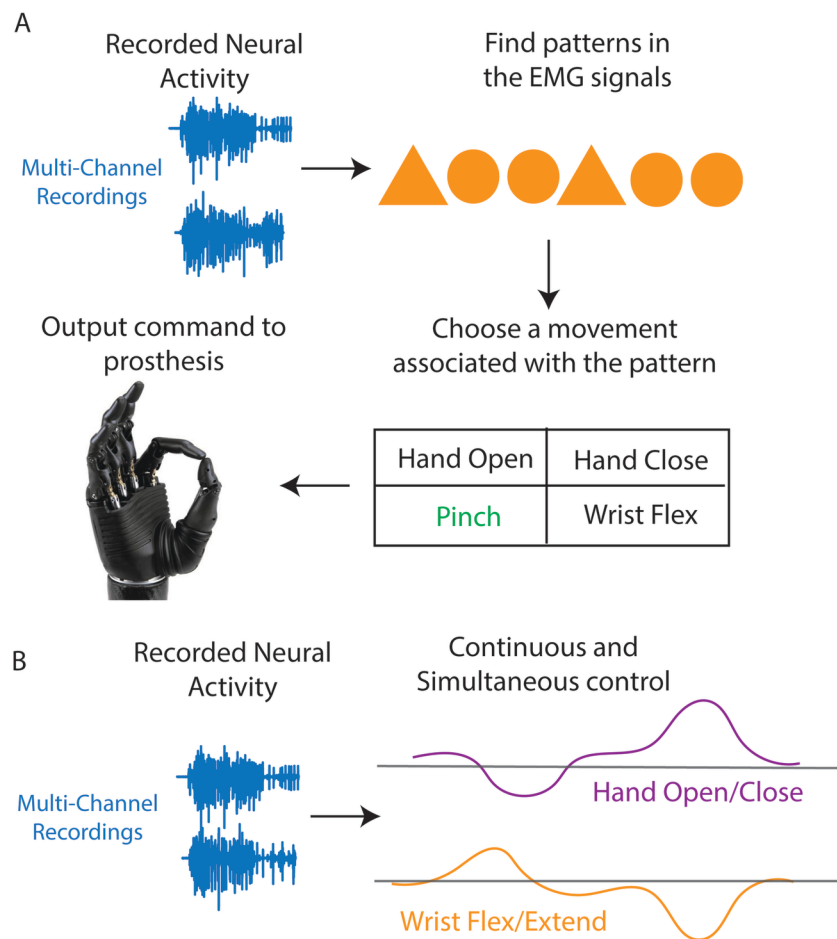 A
Recorded Neural
Activity
Multi-Channel
Recordings
Find patterns in
the EMG signals
Choose a movement
associated with the pattern
Hand Open
Hand Close
Pinch
Wrist Flex
Output command to
prosthesis
B
Recorded Neural
Activity
Multi-Channel
Recordings
Continuous and
Simultaneous control
Hand Open/Close
Wrist Flex/Extend